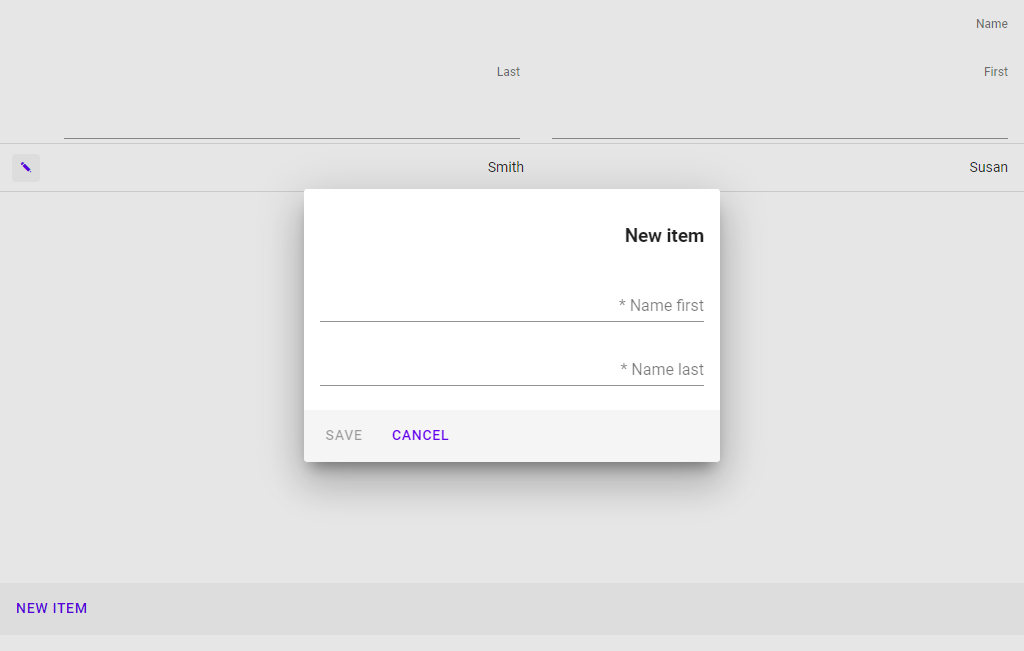 Name
First
Last
Susan
Smith
New item
* Name first
* Name last
CANCEL
SAVE
NEW ITEM